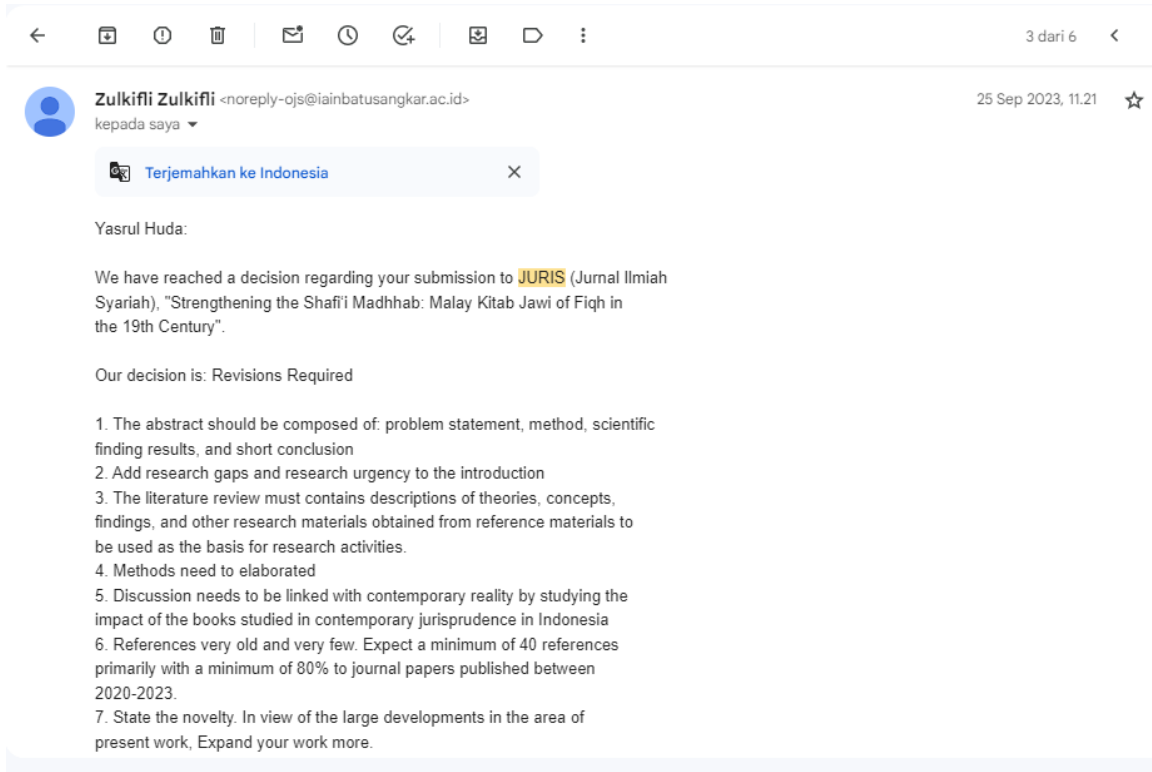 3 dari 6
Zulkifli Zulkifli <noreply-ojs@iainbatusangkar.ac.id>
25 Sep 2023, 11.21
kepada saya
Terjemahkan ke Indonesia
Yasrul Huda:
We have reached a decision regarding your submission to JURIS (Jurnal Ilmiah
Syariah), "Strengthening the Shafi'i Madhhab: Malay Kitab Jawi of Fiqh in
the 19th Century".
Our decision is: Revisions Required
1. The abstract should be composed of: problem statement, method, scientific
finding results, and short conclusion
2. Add research gaps and research urgency to the introduction
3. The literature review must contains descriptions of theories, concepts,
findings, and other research materials obtained from reference materials to
be used as the basis for research activities.
4. Methods need to elaborated
5. Discussion needs to be linked with contemporary reality by studying the
impact of the books studied in contemporary jurisprudence in Indonesia
6. References very old and very few. Expect a minimum of 40 references
primarily with a minimum of 80% to journal papers published between
2020-2023.
7. State the novelty. In view of the large developments in the area of
present work, Expand your work more.